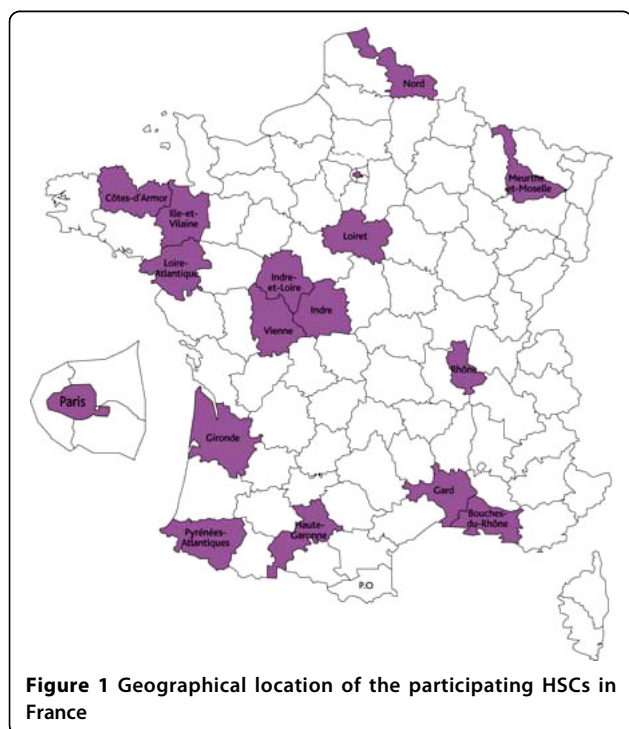 Nord
Meurthe
et-Moselle
Côtes-d'Armor
Ille-et-
Vilaine
Loiret
Loire-
Atlantique
Indre-
et-Loire
Indre
Vienne
Rhône
Paris
Gironde
Gard
Bouches-
du-Rhône
Haute-
Garonne
Pyrénées-
Atlantiques
P.O
Figure 1 Geographical location of the participating HSCs in
France